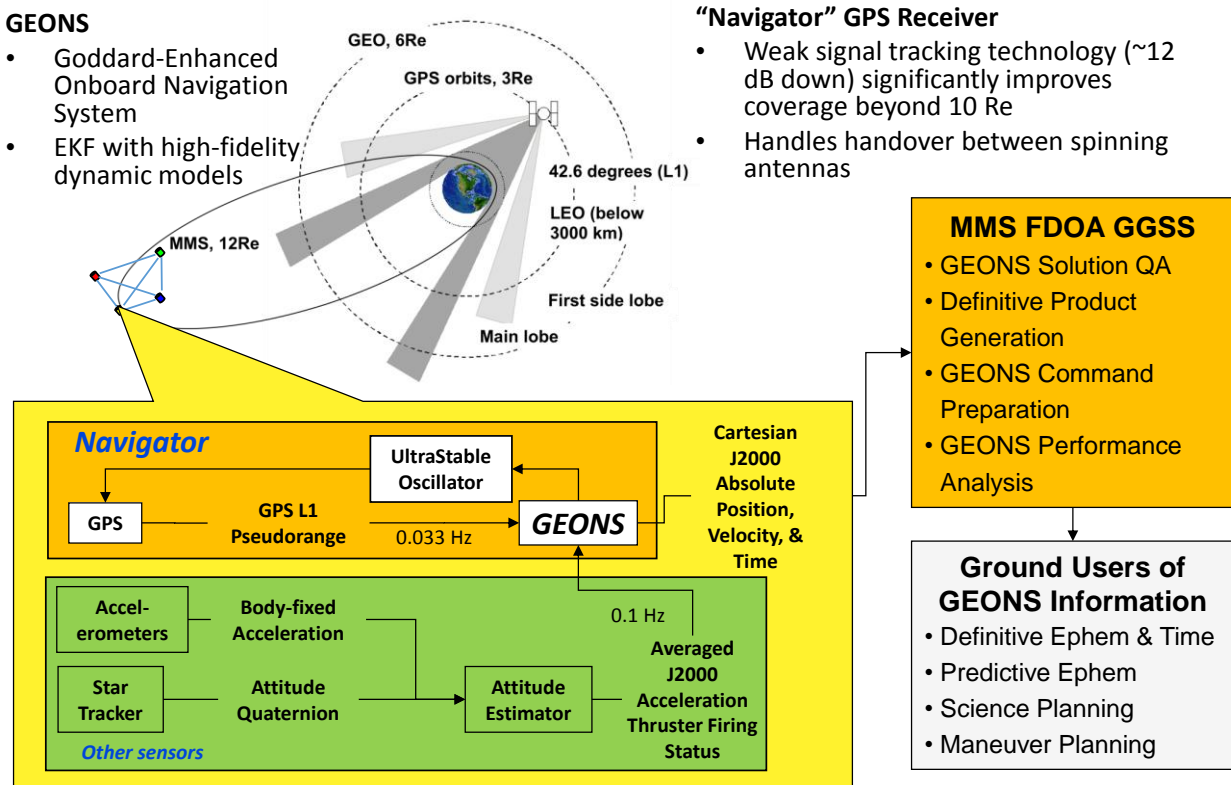 GEONS
• Goddard-Enhanced
Onboard Navigation
System
• EKF with high-fidelity
dynamic models
GEO, 6Re
GPS orbits, 3Re
42.6 degrees (L1)
LEO (below
3000 km)
MMS, 12Re
First side lobe
Main lobe
“Navigator” GPS Receiver
• Weak signal tracking technology (~12
dB down) significantly improves
coverage beyond 10 Re
• Handles handover between spinning
antennas
Navigator
UltraStable
Oscillator
GPS
GPS L1
Pseudorange
0.033 Hz
GEONS
Cartesian
J2000
Absolute
Position,
Velocity, &
Time
Accel-
erometers
Body-fixed
Acceleration
Star
Tracker
Attitude
Quaternion
Attitude
Estimator
0.1 Hz
Averaged
J2000
Acceleration
Thruster Firing
Status
Other sensors
MMS FDOA GGSS
• GEONS Solution QA
• Definitive Product
Generation
• GEONS Command
Preparation
• GEONS Performance
Analysis
Ground Users of
GEONS Information
• Definitive Ephem & Time
• Predictive Ephem
• Science Planning
• Maneuver Planning